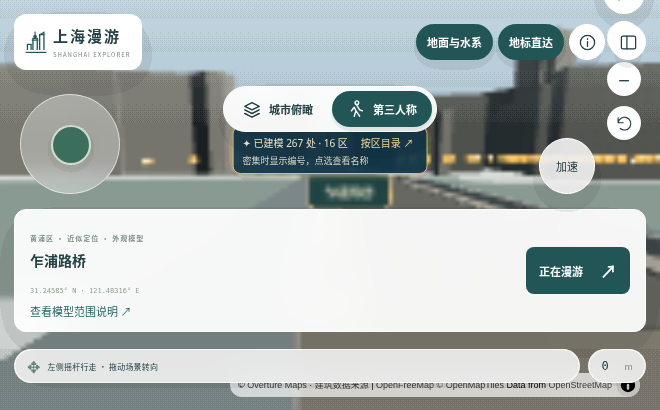 上海漫游
SHANGHAI EXPLORER
地面与水系
地标直达
城市俯瞰
第三人称
✦ 已建模 267 处 · 16 区 按区目录 ↗
密集时显示编号，点选查看名称
加速
黄浦区 · 近似定位 · 外观模型
乍浦路桥
31.24585° N · 121.48316° E
查看模型范围说明 ↗
正在漫游 ↗
左侧摇杆行走 · 拖动场景转向
0 m
© Overture Maps · 建筑数据来源 | OpenFreeMap © OpenMapTiles Data from OpenStreetMap